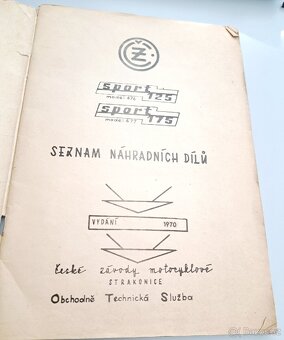 ČZ
sport 125
model 476
sport 175
model 477
SEZNAM NÁHRADNÍCH DÍLŮ
VYDÁNÍ 1970
české závody motocyklové
STRAKONICE
Obchodně Technická Služba